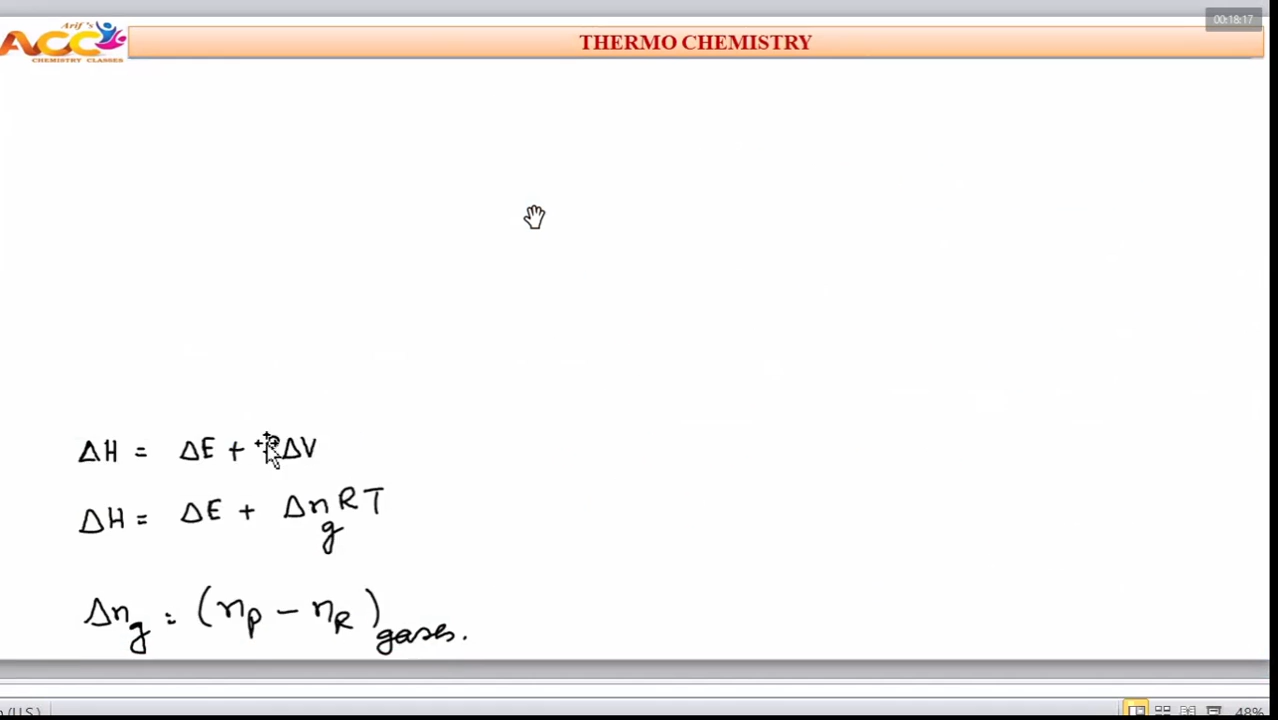 00:18:17
Arif's
ACC
CHEMISTRY CLASSES
THERMO CHEMISTRY
ΔH = ΔE + PΔV
ΔH = ΔE + Δn_g RT
Δn_g = (n_P − n_R)_gases.
(U.S.)
48%